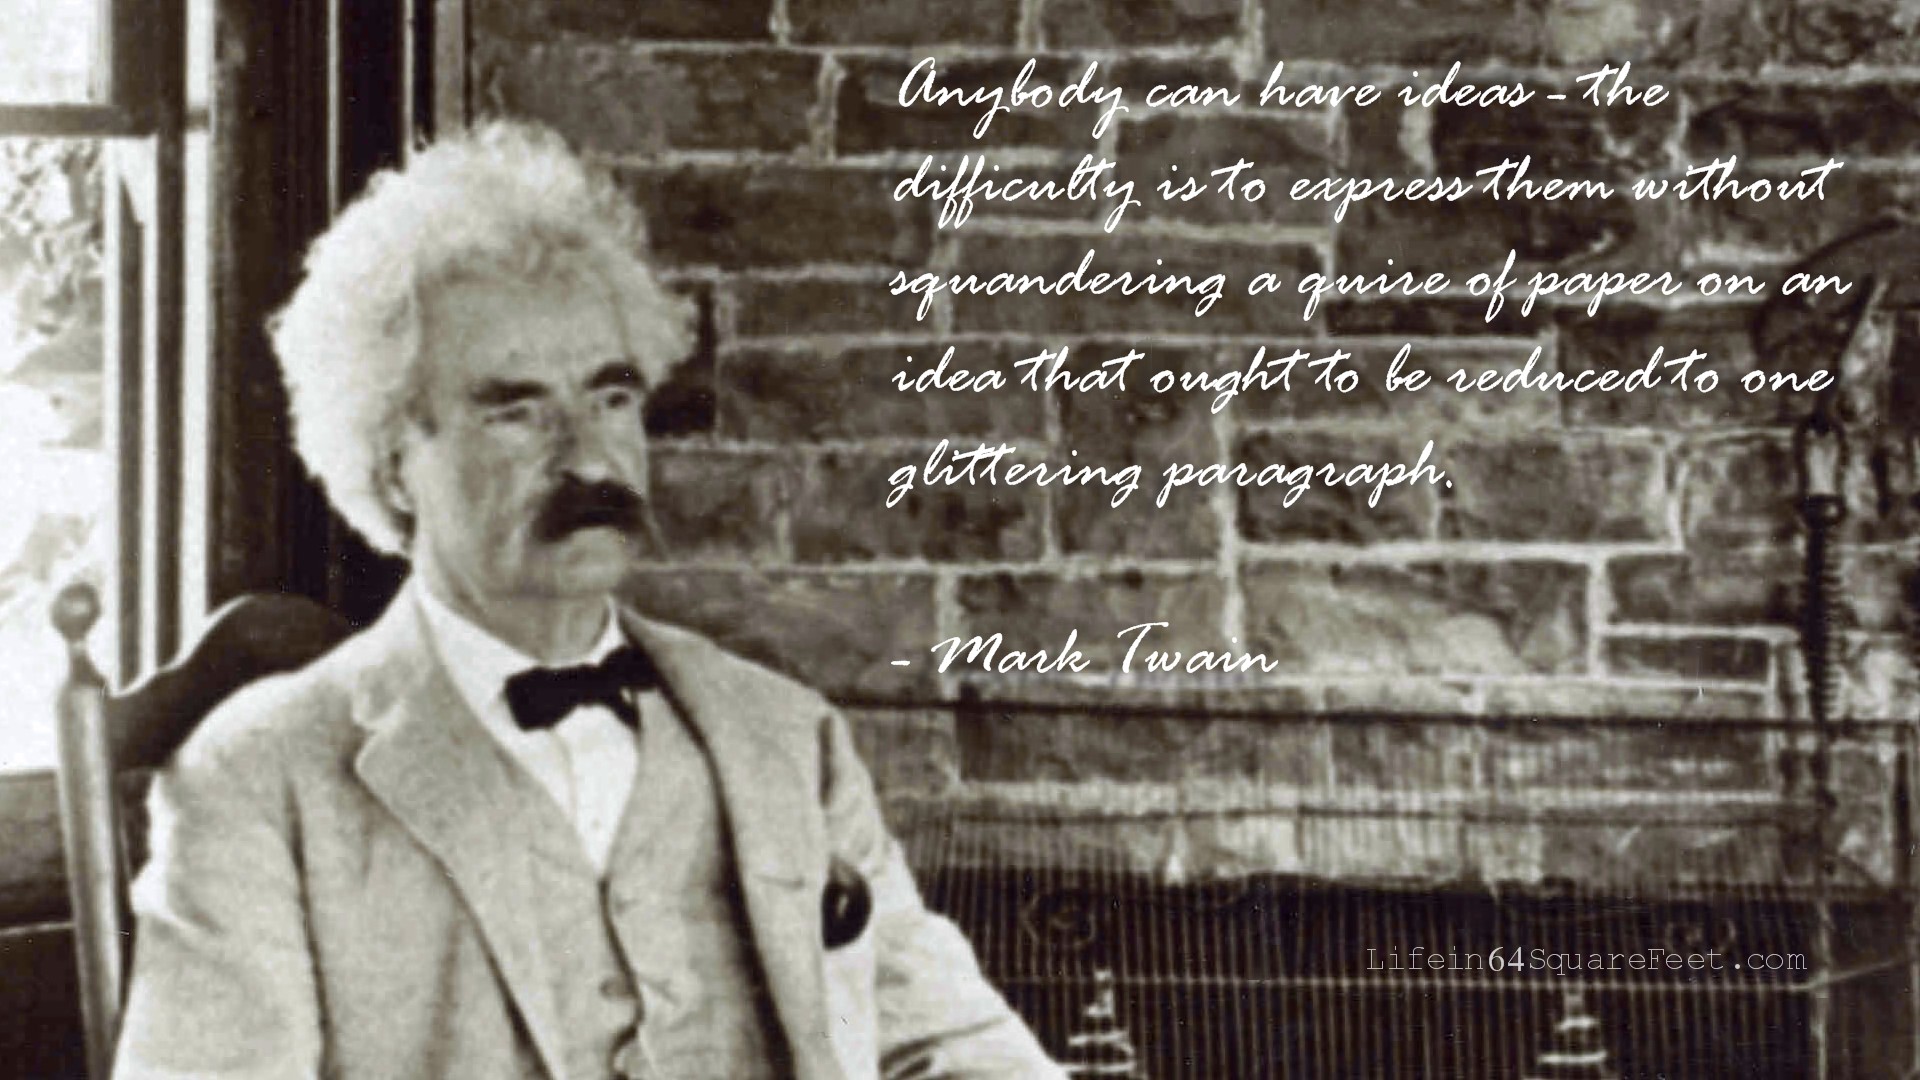 Anybody can have ideas - the
difficulty is to express them without
squandering a quire of paper on an
idea that ought to be reduced to one
glittering paragraph.
- Mark Twain
Lifein64SquareFeet.com